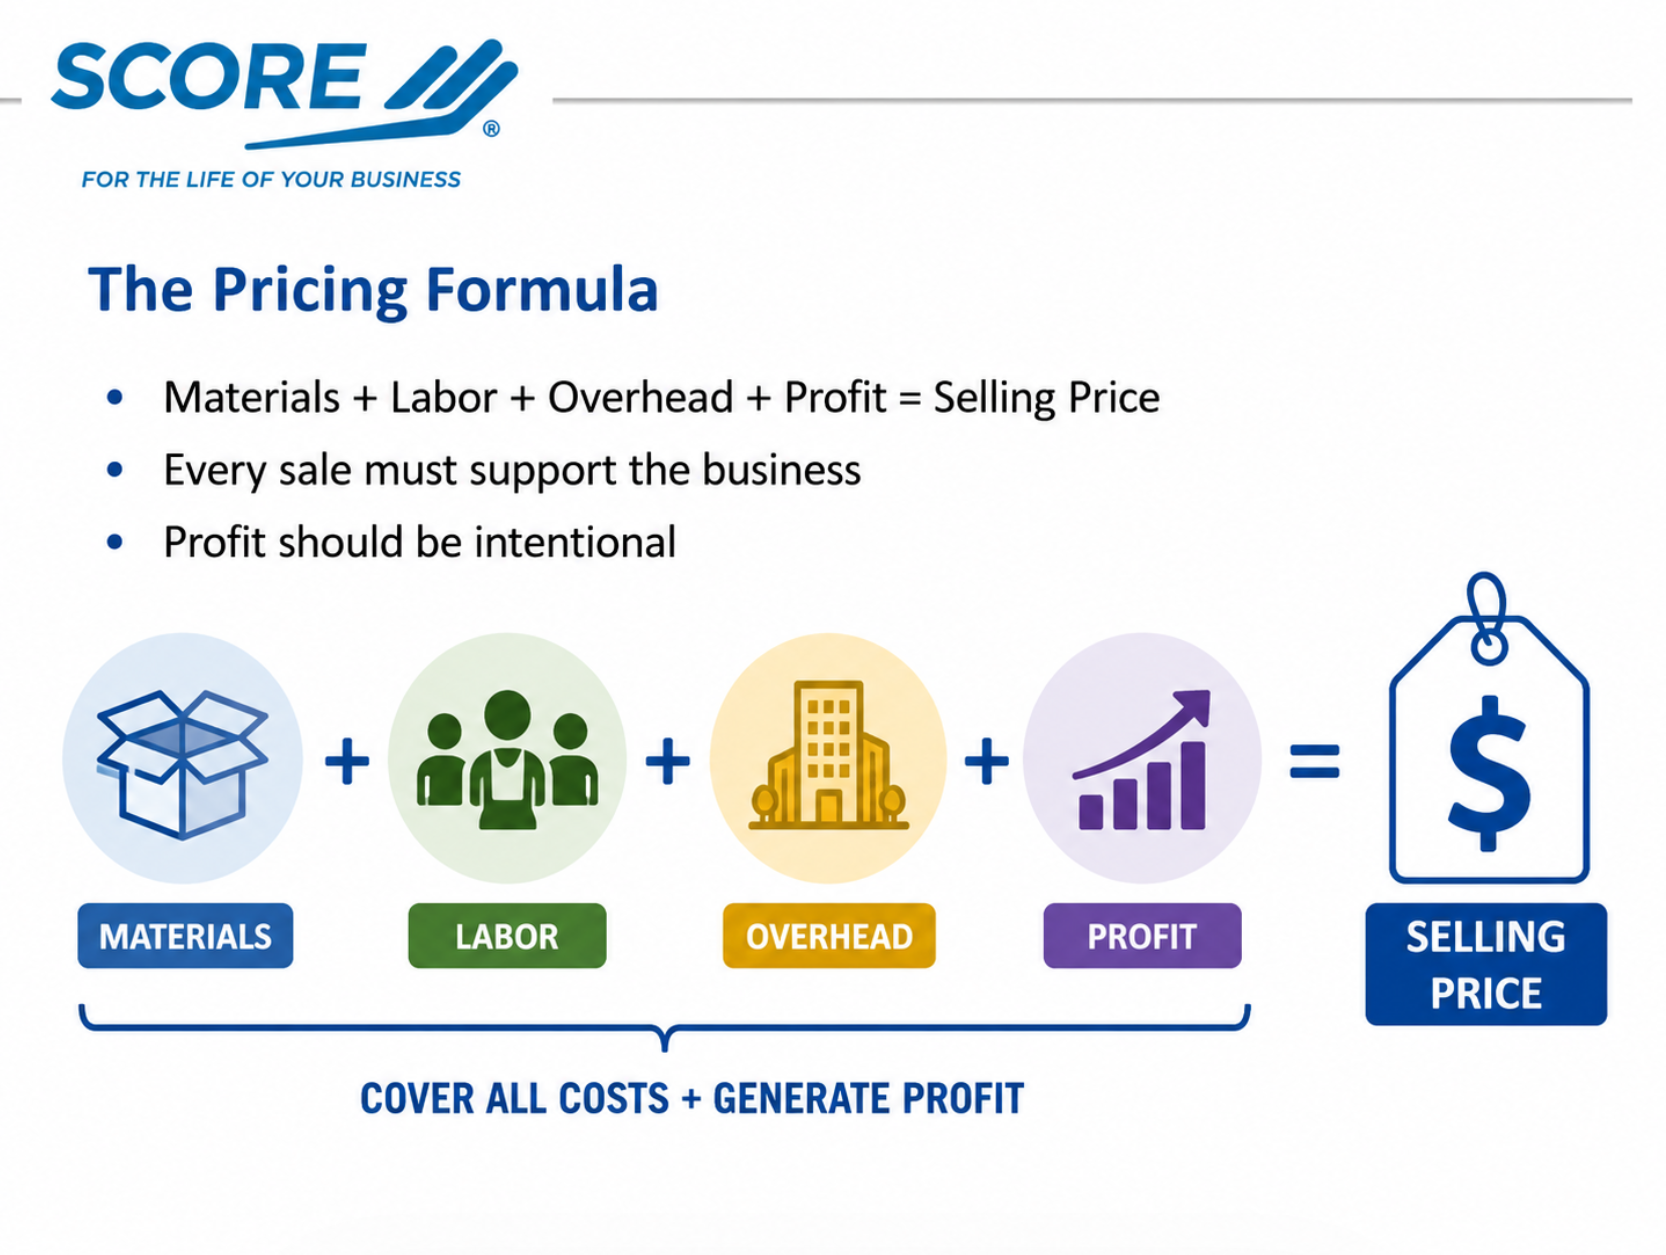 SCORE ®
FOR THE LIFE OF YOUR BUSINESS
The Pricing Formula
• Materials + Labor + Overhead + Profit = Selling Price
• Every sale must support the business
• Profit should be intentional
+ + + = $
MATERIALS LABOR OVERHEAD PROFIT SELLING
PRICE
COVER ALL COSTS + GENERATE PROFIT